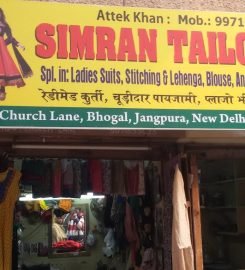 Attek Khan : Mob.: 9971
SIMRAN TAILO
Spl. in: Ladies Suits, Stitching & Lehenga, Blouse, An
रेडीमेड कुर्ती, चूड़ीदार पायजामी, प्लाजो भी
Church Lane, Bhogal, Jangpura, New Delh